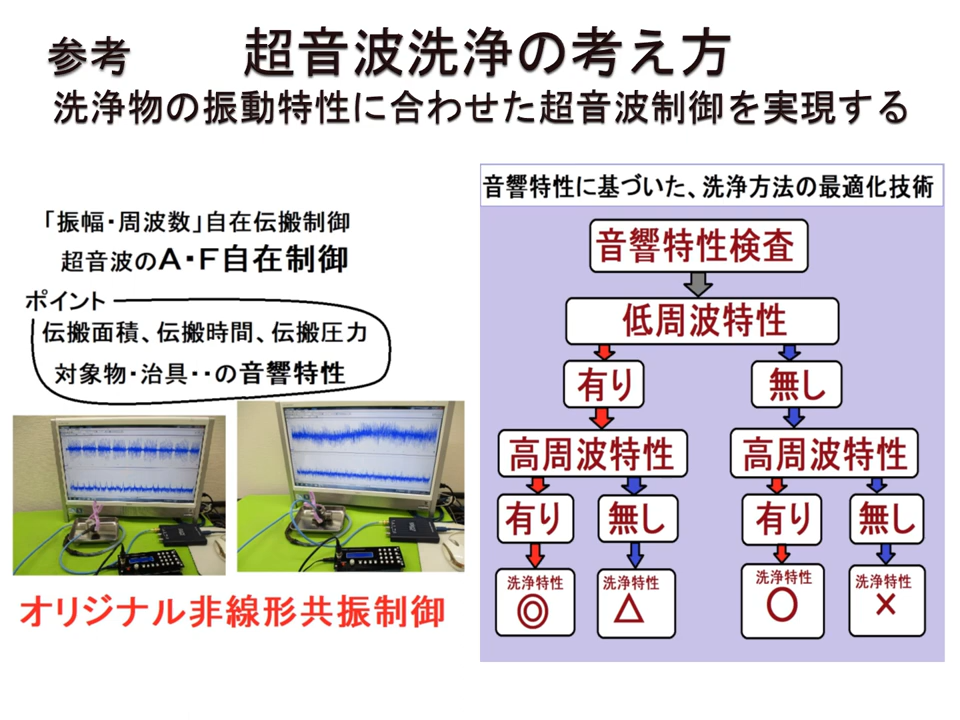 参考 超音波洗浄の考え方
洗浄物の振動特性に合わせた超音波制御を実現する
「振幅・周波数」自在伝搬制御
超音波のA・F自在制御
ポイント
伝搬面積、伝搬時間、伝搬圧力
対象物・治具・・の音響特性
オリジナル非線形共振制御
音響特性に基づいた、洗浄方法の最適化技術
音響特性検査
低周波特性
有り 無し
高周波特性 高周波特性
有り 無し 有り 無し
洗浄特性 洗浄特性 洗浄特性 洗浄特性
◎ △ ○ ×